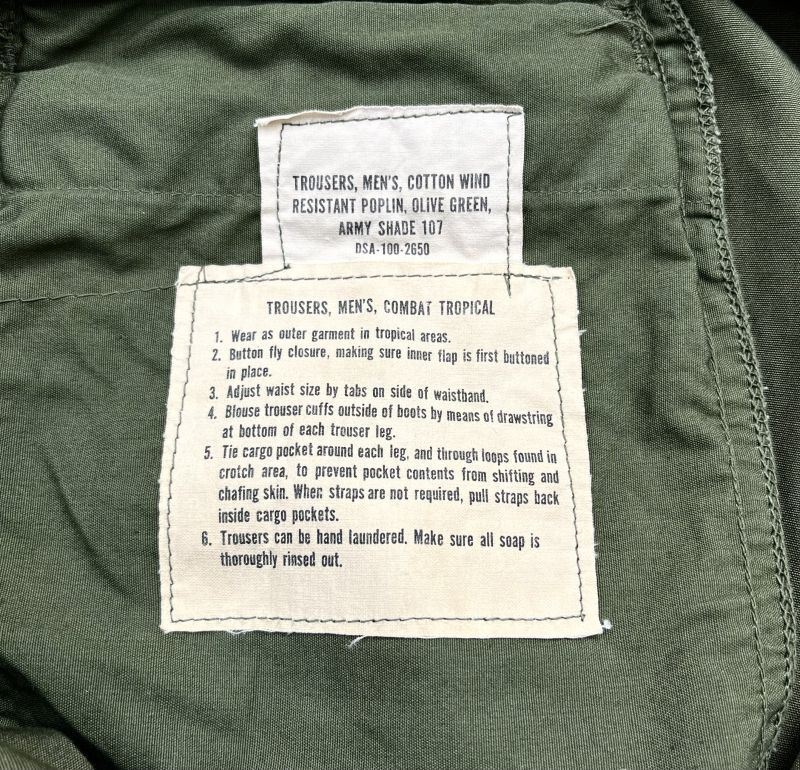 TROUSERS, MEN'S, COTTON WIND
RESISTANT POPLIN, OLIVE GREEN,
ARMY SHADE 107
DSA-100-2650
TROUSERS, MEN'S, COMBAT TROPICAL
1. Wear as outer garment in tropical areas.
2. Button fly closure, making sure inner flap is first buttoned
in place.
3. Adjust waist size by tabs on side of waistband.
4. Blouse trouser cuffs outside of boots by means of drawstring
at bottom of each trouser leg.
5. Tie cargo pocket around each leg, and through loops found in
crotch area, to prevent pocket contents from shifting and
chafing skin. When straps are not required, pull straps back
inside cargo pockets.
6. Trousers can be hand laundered. Make sure all soap is
thoroughly rinsed out.